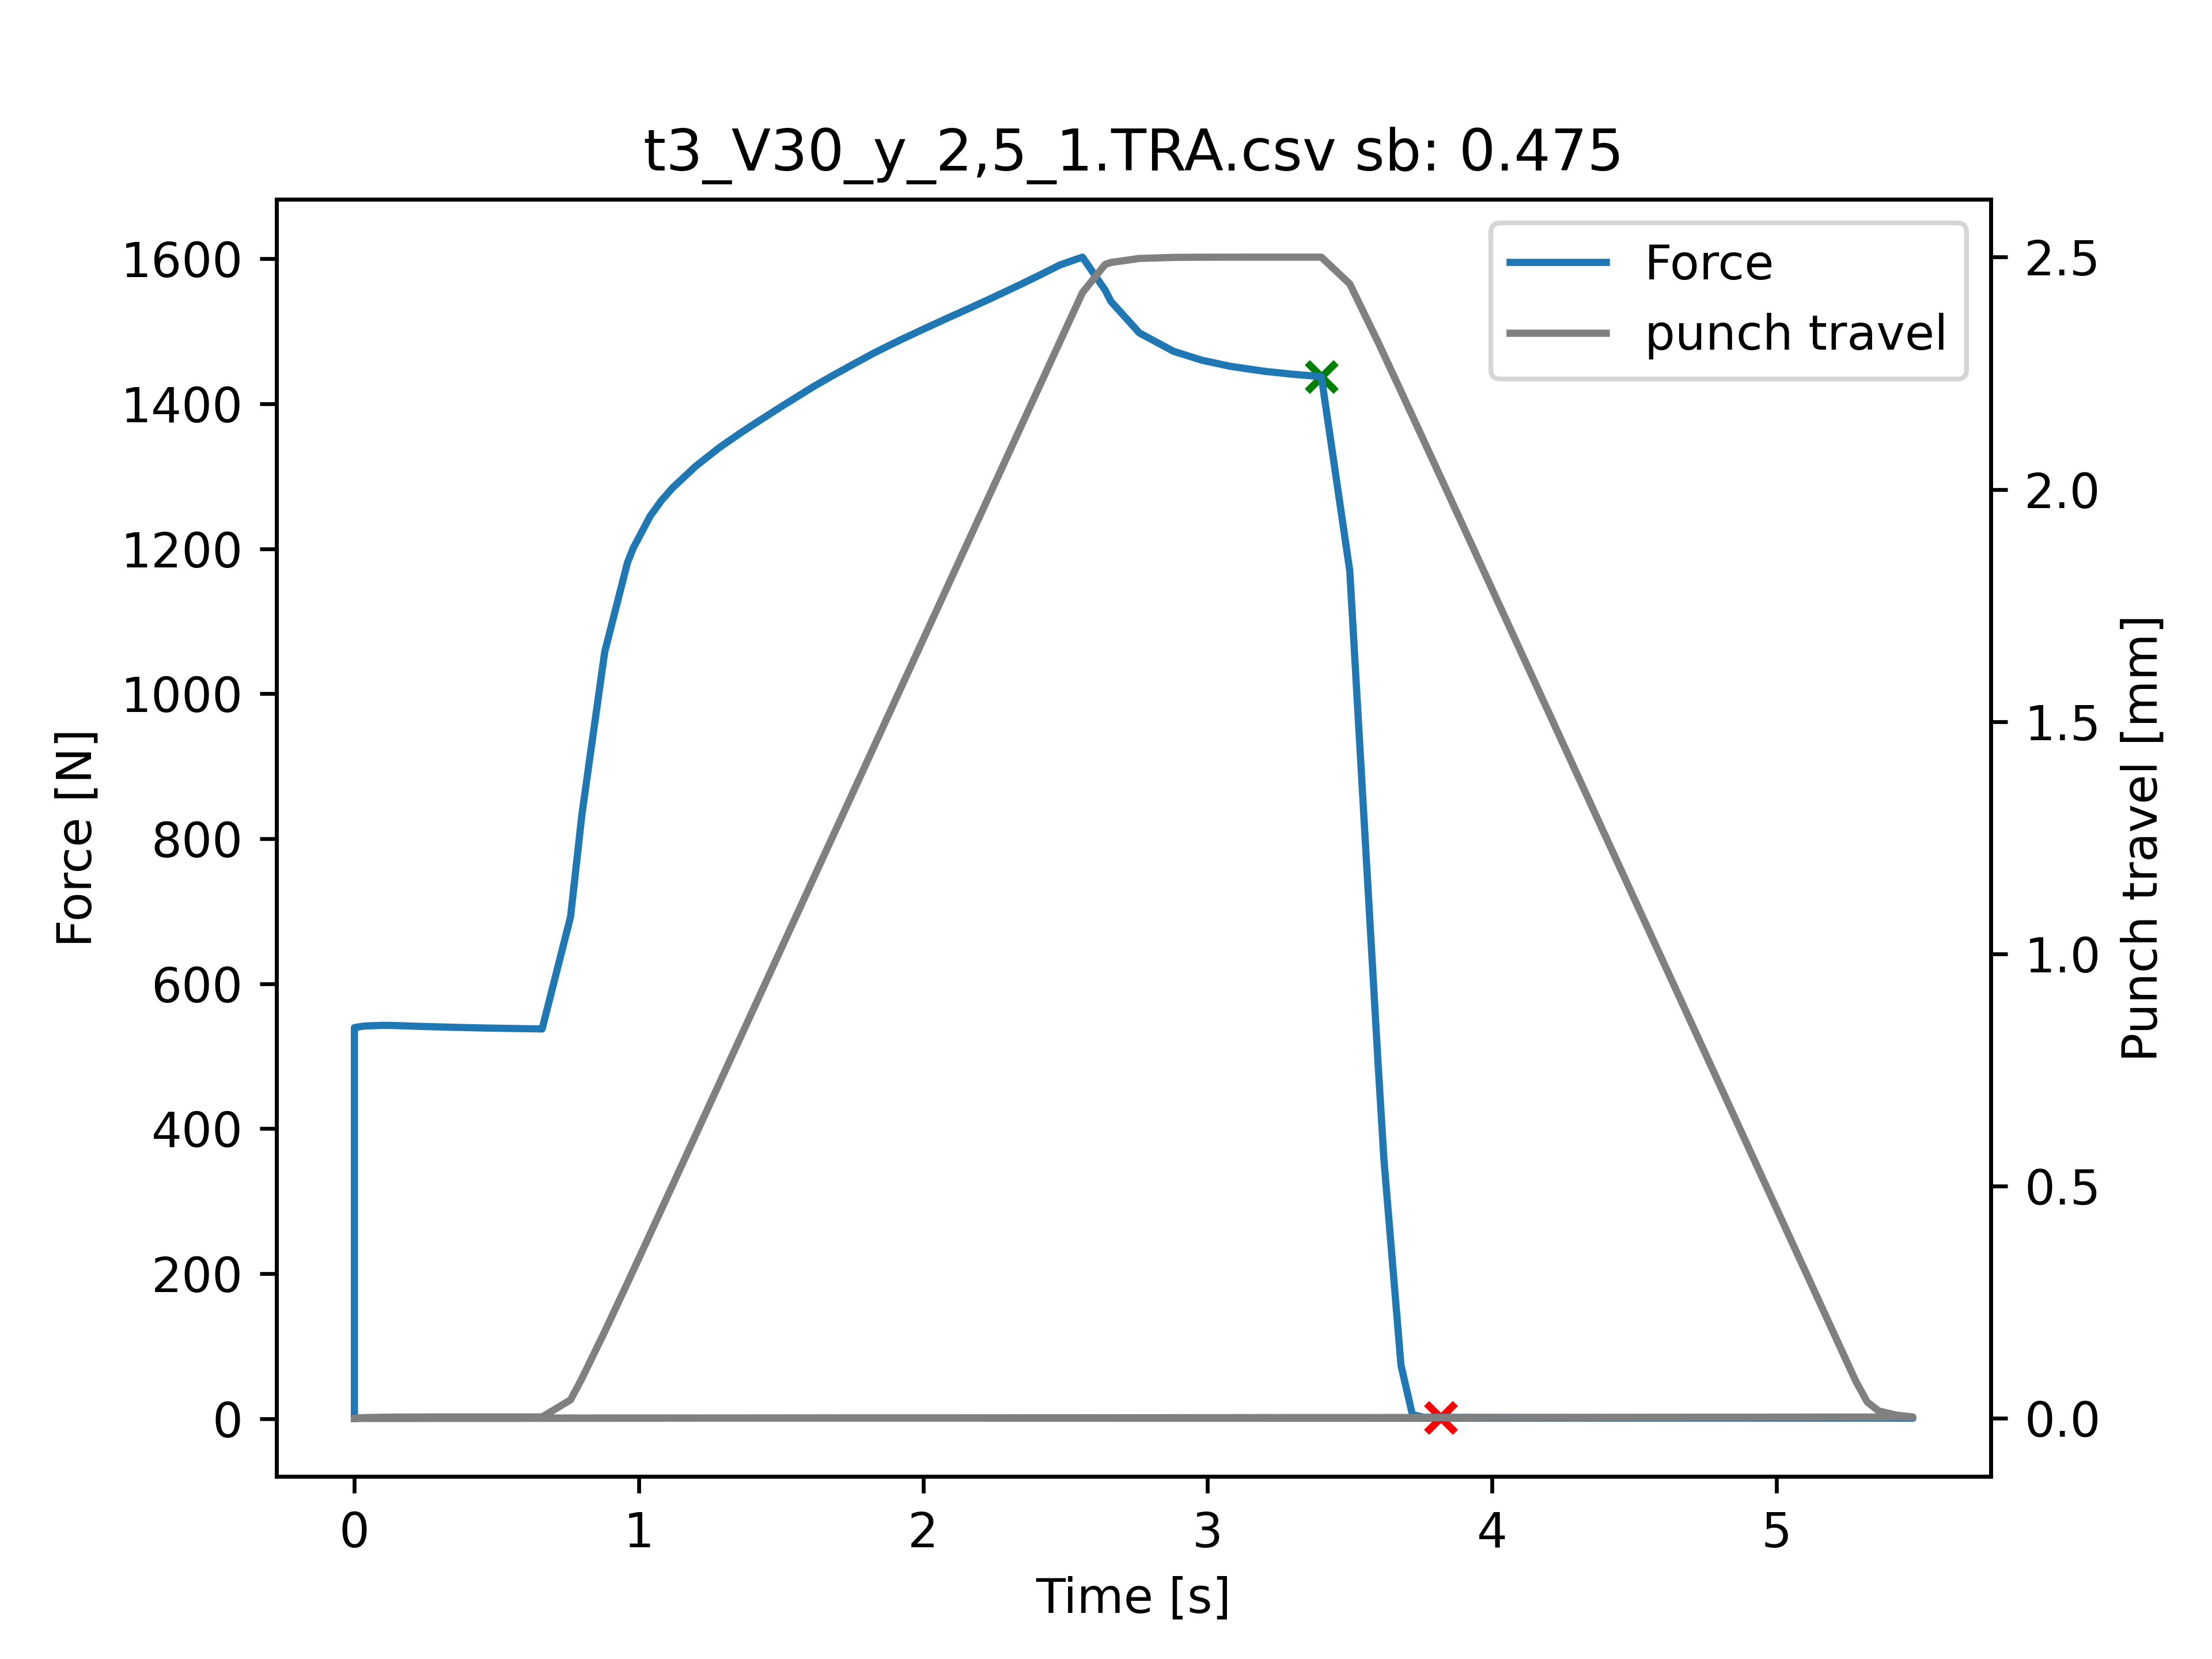 t3_V30_y_2,5_1.TRA.csv sb: 0.475
Force
punch travel
1600
1400
1200
1000
800
600
400
200
0
Force [N]
2.5
2.0
1.5
1.0
0.5
0.0
Punch travel [mm]
0 1 2 3 4 5
Time [s]